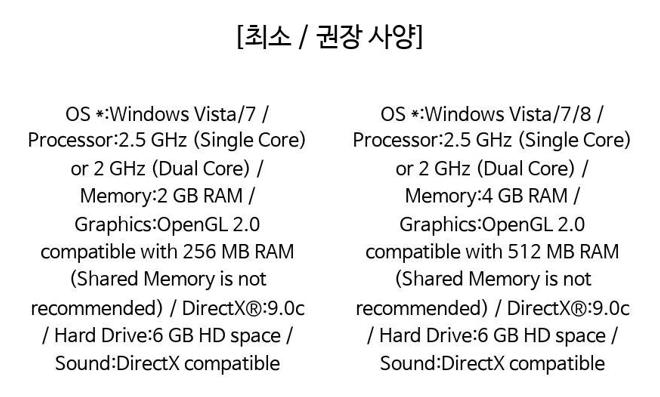 [최소 / 권장 사양]
OS *:Windows Vista/7 /
Processor:2.5 GHz (Single Core)
or 2 GHz (Dual Core) /
Memory:2 GB RAM /
Graphics:OpenGL 2.0
compatible with 256 MB RAM
(Shared Memory is not
recommended) / DirectX®:9.0c
/ Hard Drive:6 GB HD space /
Sound:DirectX compatible
OS *:Windows Vista/7/8 /
Processor:2.5 GHz (Single Core)
or 2 GHz (Dual Core) /
Memory:4 GB RAM /
Graphics:OpenGL 2.0
compatible with 512 MB RAM
(Shared Memory is not
recommended) / DirectX®:9.0c
/ Hard Drive:6 GB HD space /
Sound:DirectX compatible